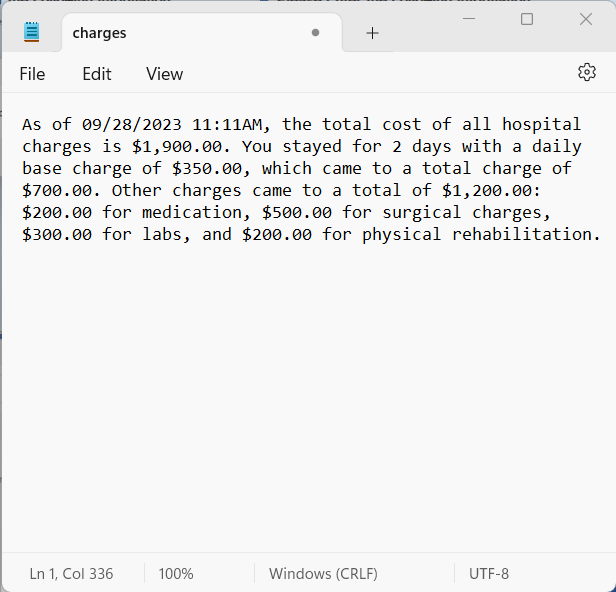 charges
File Edit View
As of 09/28/2023 11:11AM, the total cost of all hospital
charges is $1,900.00. You stayed for 2 days with a daily
base charge of $350.00, which came to a total charge of
$700.00. Other charges came to a total of $1,200.00:
$200.00 for medication, $500.00 for surgical charges,
$300.00 for labs, and $200.00 for physical rehabilitation.
Ln 1, Col 336 100% Windows (CRLF) UTF-8